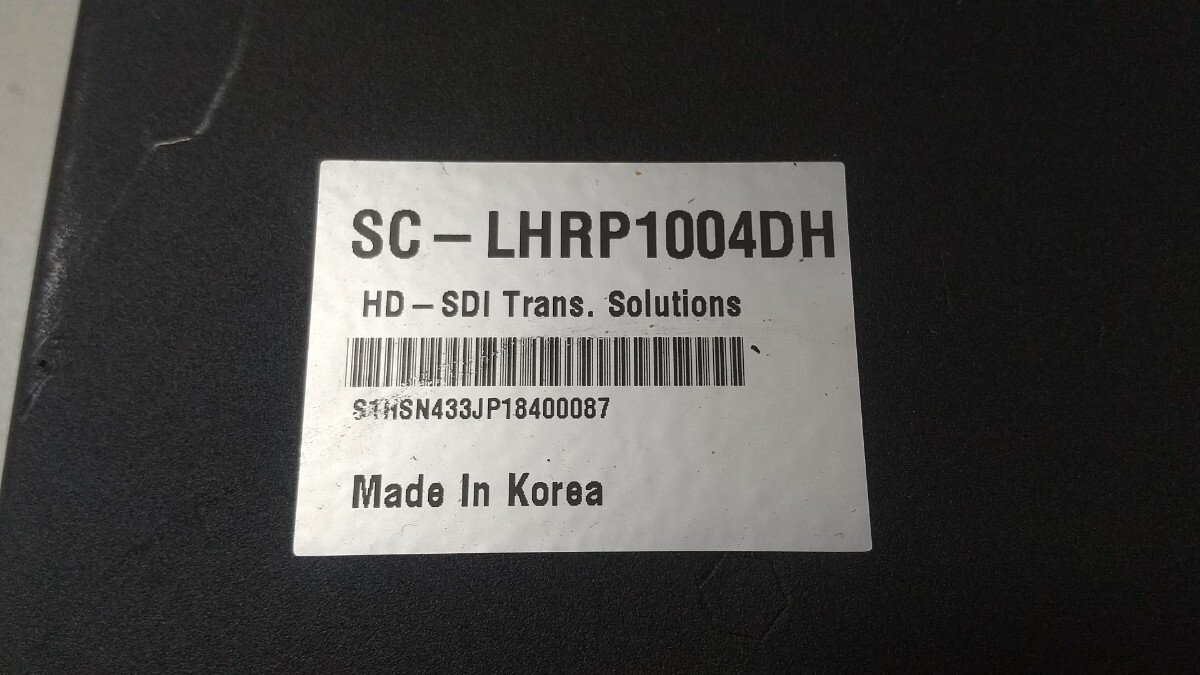 SC-LHRP1004DH
HD-SDI Trans. Solutions
S1HSN433JP18400087
Made In Korea